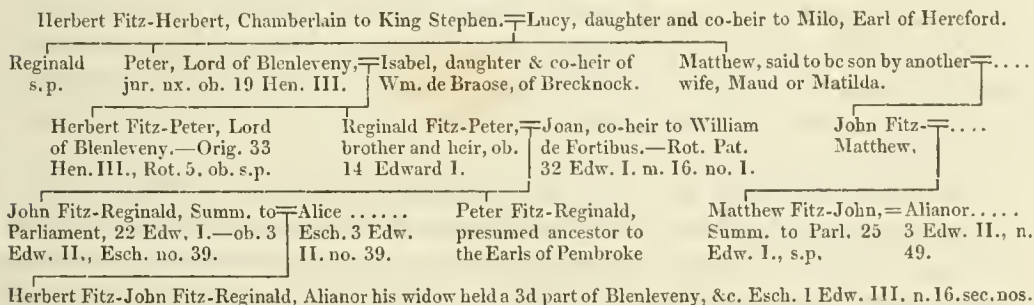 Herbert Fitz-Herbert, Chamberlain to King Stephen.=Lucy, daughter and co-heir to Milo, Earl of Hereford.
Reginald
s.p.
Peter, Lord of Blenleveny,=
jur. ux. ob. 19 Hen. III.
Isabel, daughter & co-heir of
Wm. de Braose, of Brecknock.
Matthew, said to be son by another=....
wife, Maud or Matilda.
Herbert Fitz-Peter, Lord
of Blenleveny.—Orig. 33
Hen. III., Rot. 5. ob. s.p.
Reginald Fitz-Peter,=
brother and heir, ob.
14 Edward I.
Joan, co-heir to William
de Fortibus.—Rot. Pat.
32 Edw. I. m. 16. no. 1.
John Fitz-=....
Matthew.
John Fitz-Reginald, Summ. to=
Parliament, 22 Edw. I.—ob. 3
Edw. II., Esch. no. 39.
Alice ......
Esch. 3 Edw.
II. no. 39.
Peter Fitz-Reginald,
presumed ancestor to
the Earls of Pembroke
Matthew Fitz-John,=
Summ. to Parl. 25
Edw. I., s.p.
Alianor.....
3 Edw. II., n.
49.
Herbert Fitz-John Fitz-Reginald, Alianor his widow held a 3d part of Blenleveny, &c. Esch. 1 Edw. III. n. 16. sec. nos.